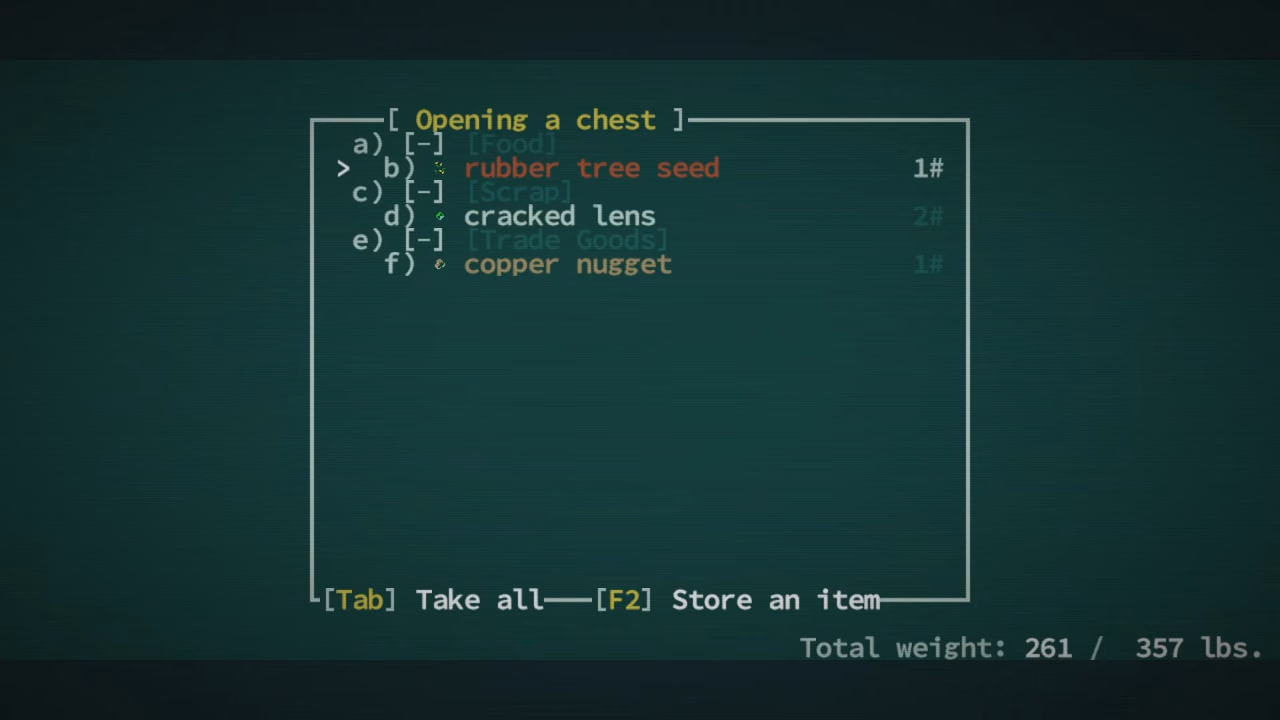 [ Opening a chest ]
a) [-] [Food]
> b) rubber tree seed 1#
c) [-] [Scrap]
d) cracked lens 2#
e) [-] [Trade Goods]
f) copper nugget 1#
[Tab] Take all [F2] Store an item
Total weight: 261 / 357 lbs.